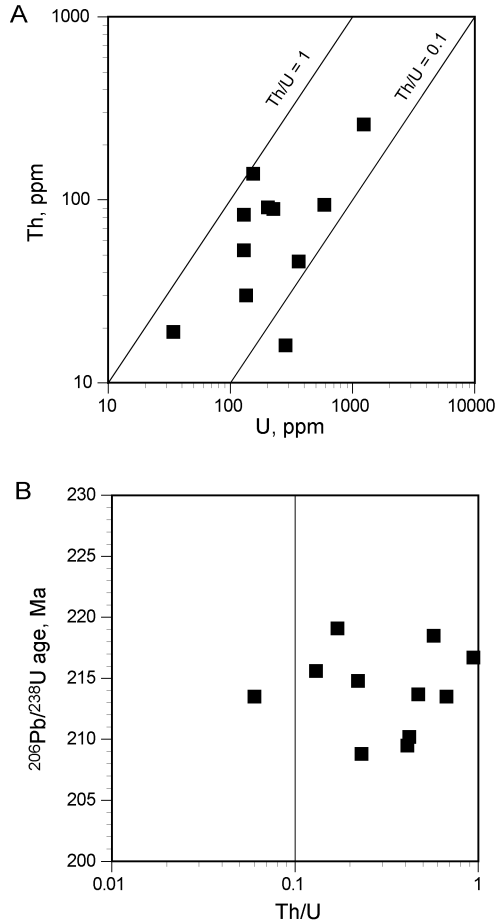 A
1000
Th/U = 1
Th/U = 0.1
Th, ppm
100
10
10 100 1000 10000
U, ppm
B
230
225
220
215
210
205
200
206Pb/238U age, Ma
0.01 0.1 1
Th/U